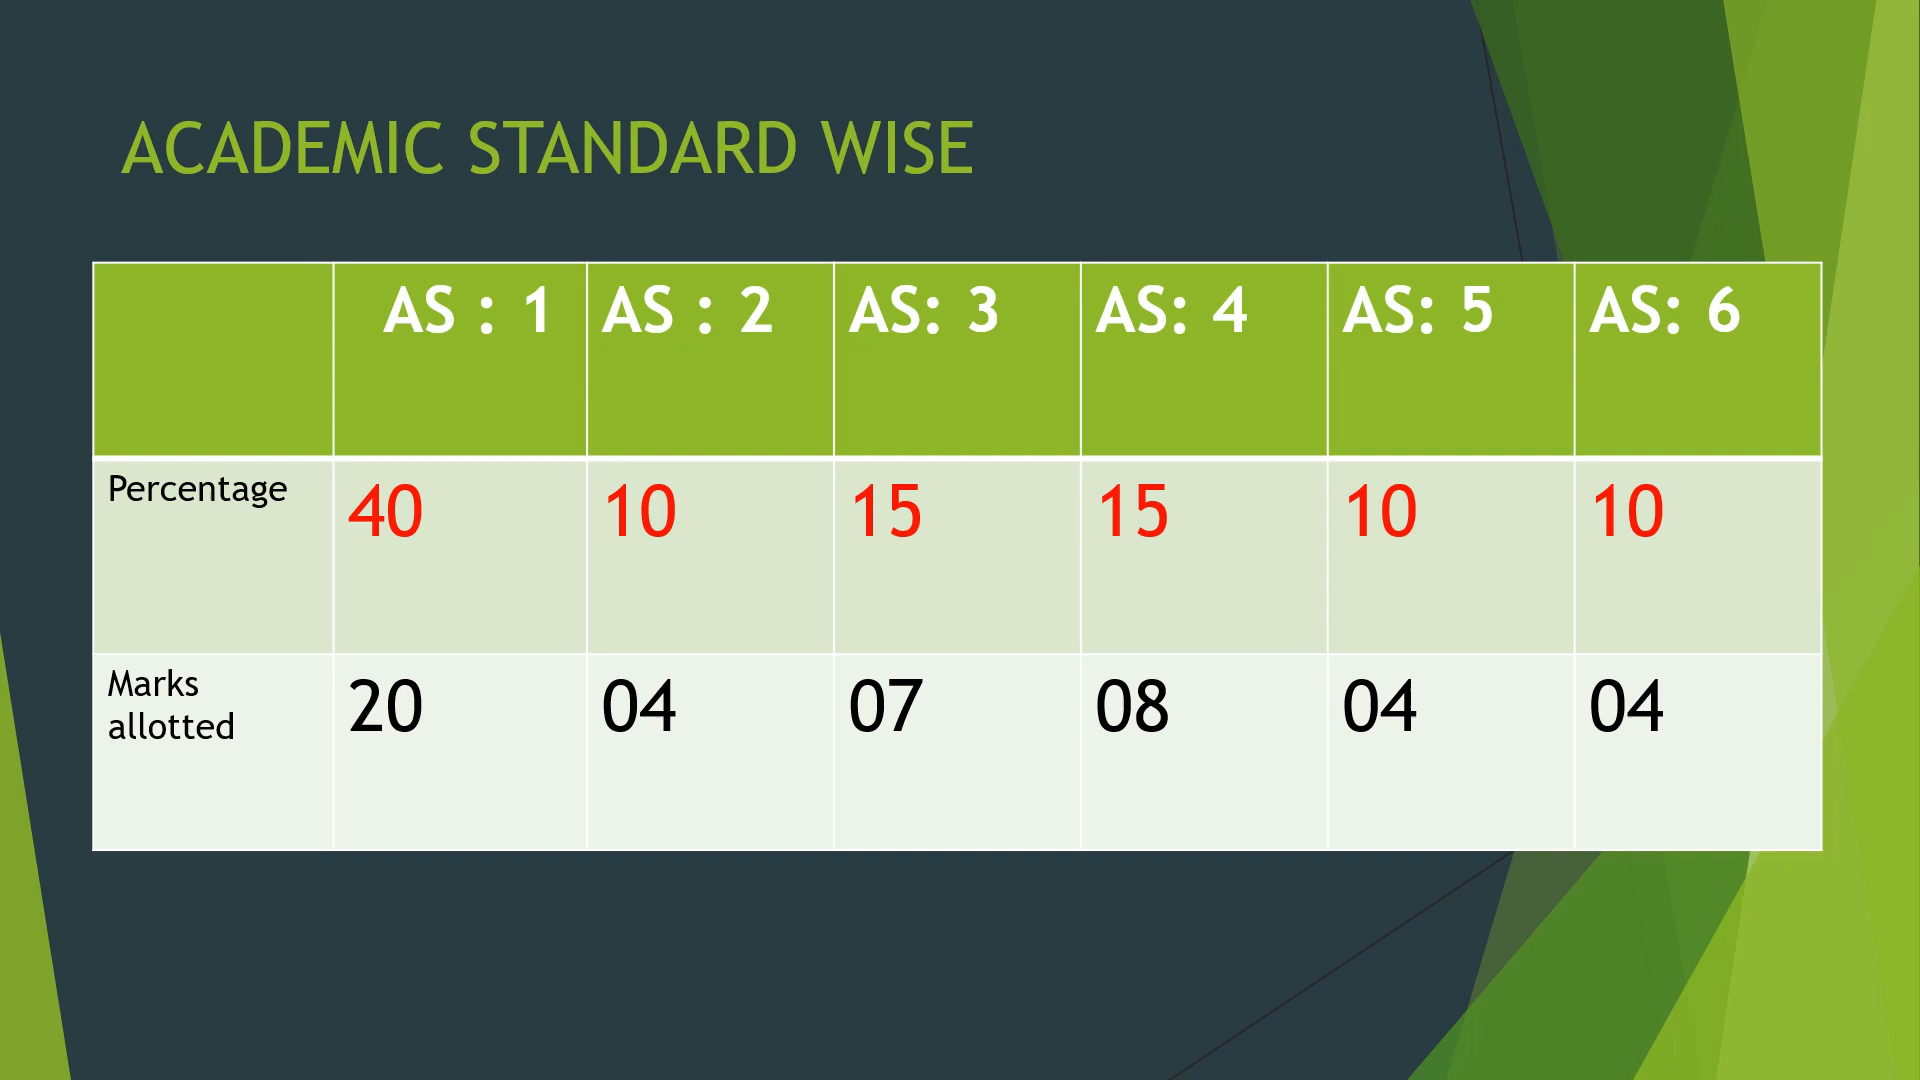 ACADEMIC STANDARD WISE
AS : 1 AS : 2 AS: 3 AS: 4 AS: 5 AS: 6
Percentage 40 10 15 15 10 10
Marks allotted 20 04 07 08 04 04